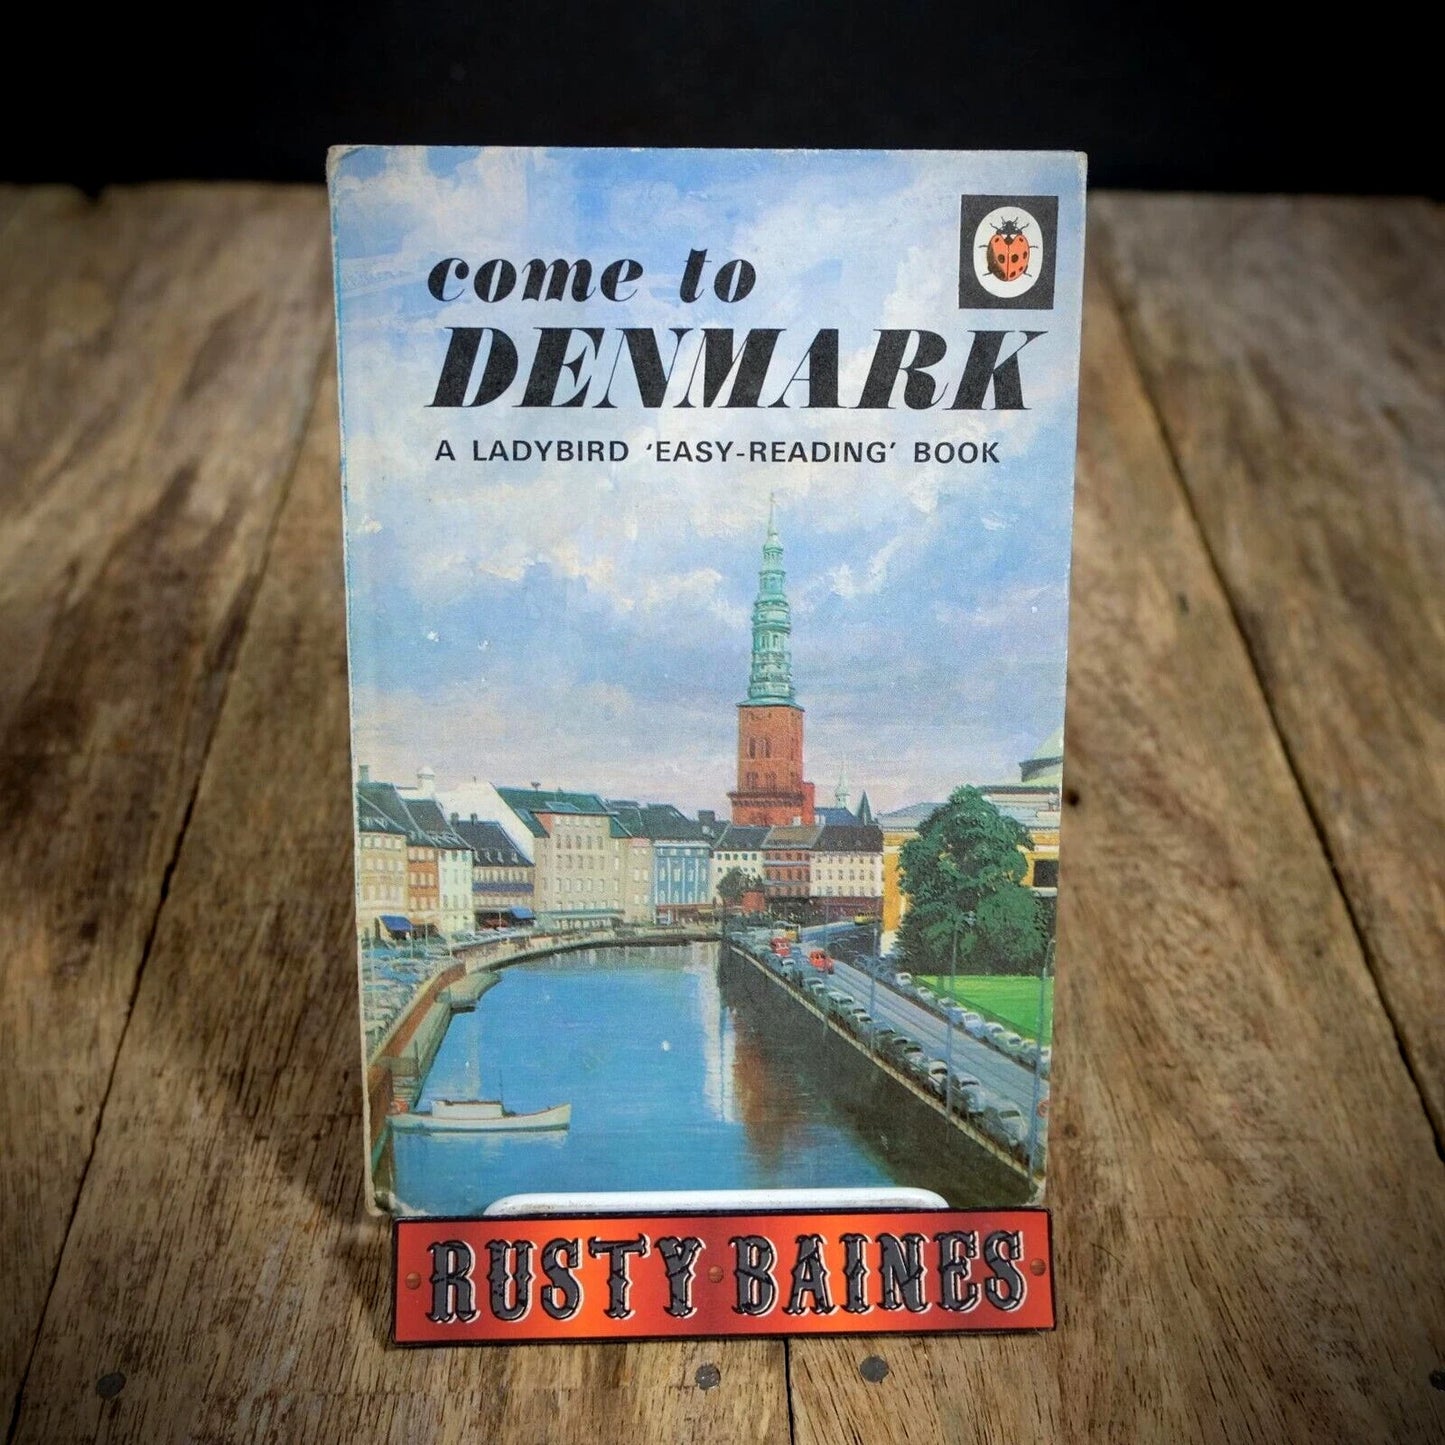 come to
DENMARK
A LADYBIRD ‘EASY-READING’ BOOK
RUSTY BAINES